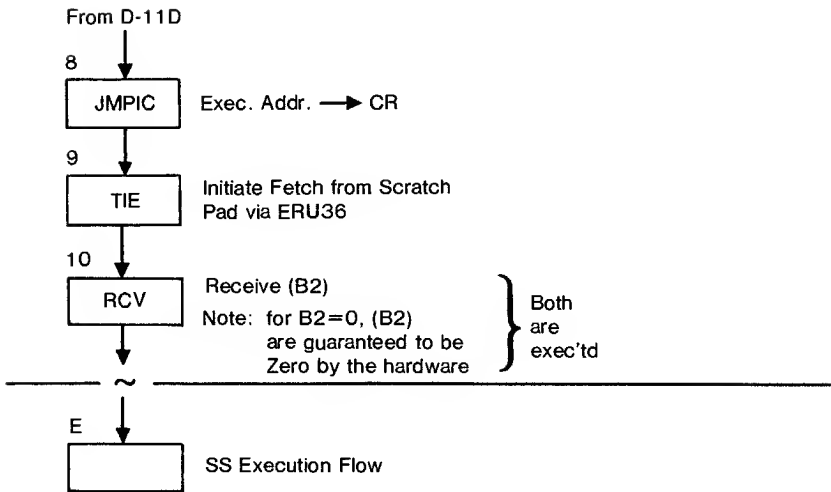 From D-11D
8
JMPIC Exec. Addr. → CR
9
TIE Initiate Fetch from Scratch
Pad via ERU36
10
RCV Receive (B2)
Note: for B2=0, (B2)
are guaranteed to be
Zero by the hardware
Both
are
exec'td
~
E
SS Execution Flow